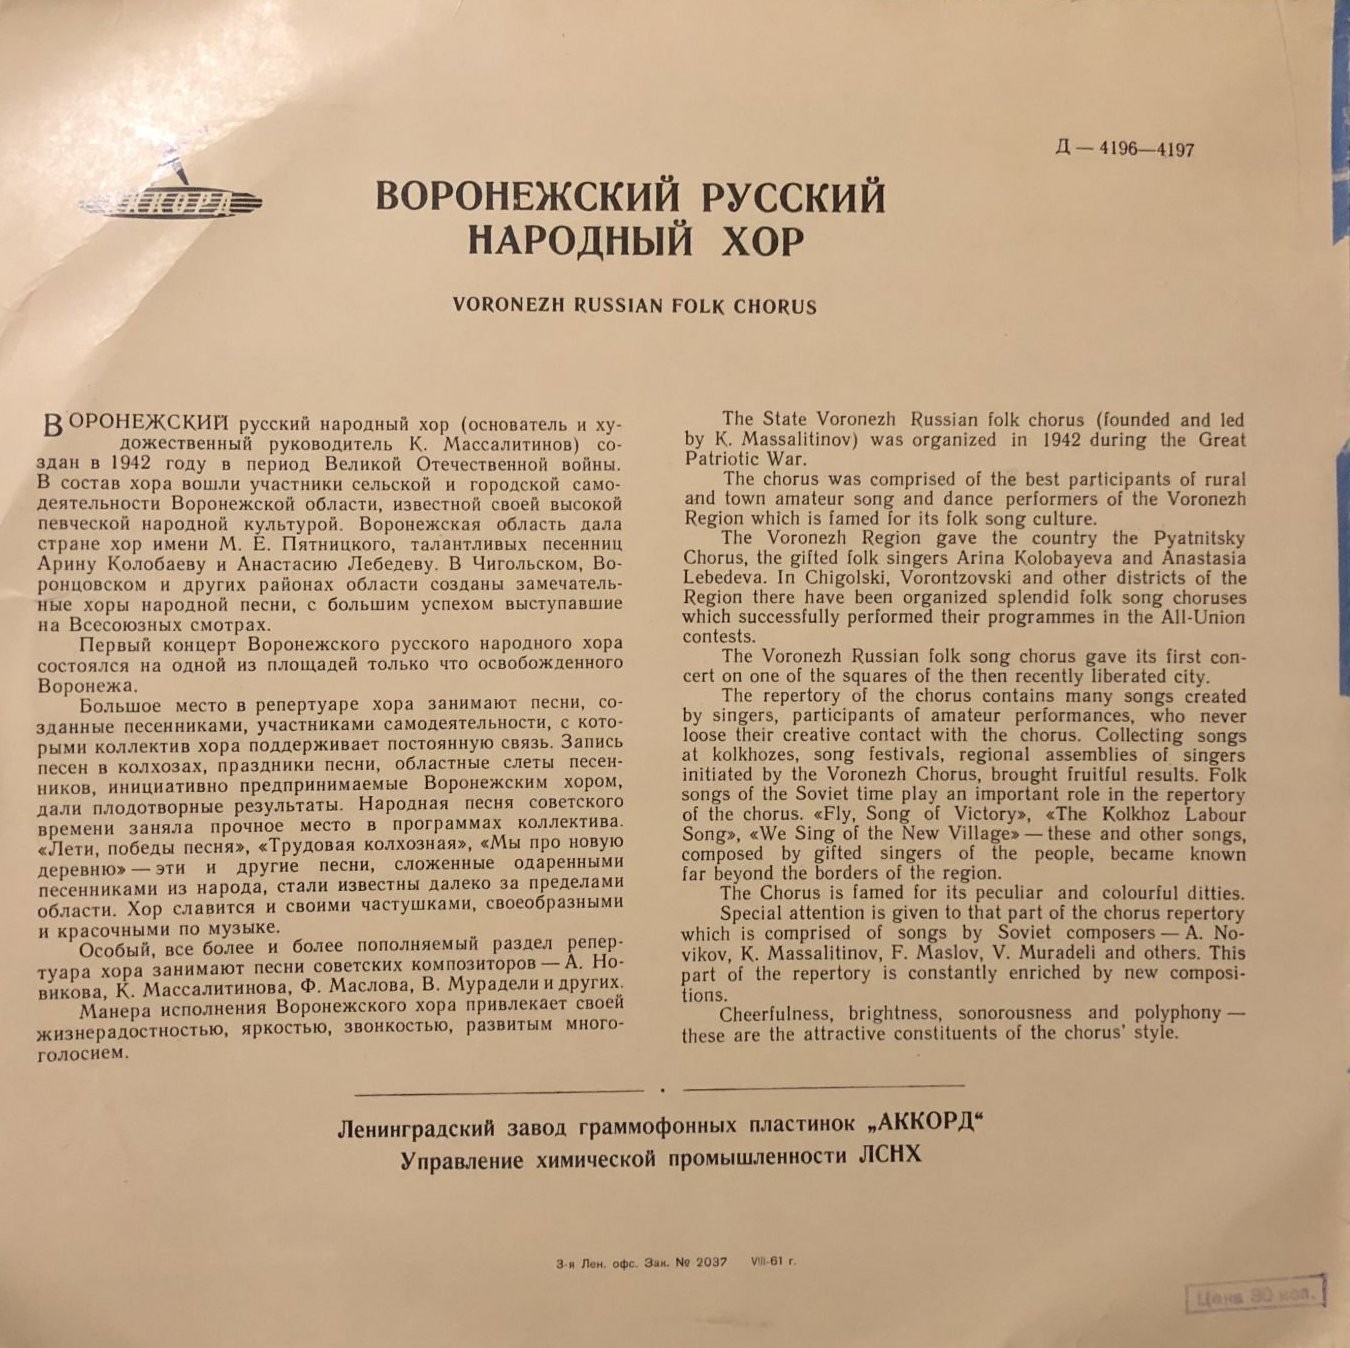 Д — 4196—4197
АККОРД
ВОРОНЕЖСКИЙ РУССКИЙ
НАРОДНЫЙ ХОР
VORONEZH RUSSIAN FOLK CHORUS
ВОРОНЕЖСКИЙ русский народный хор (основатель и ху-
дожественный руководитель К. Массалитинов) со-
здан в 1942 году в период Великой Отечественной войны.
В состав хора вошли участники сельской и городской само-
деятельности Воронежской области, известной своей высокой
певческой народной культурой. Воронежская область дала
стране хор имени М. Е. Пятницкого, талантливых песенниц
Арину Колобаеву и Анастасию Лебедеву. В Чигольском, Во-
ронцовском и других районах области созданы замечатель-
ные хоры народной песни, с большим успехом выступавшие
на Всесоюзных смотрах.
Первый концерт Воронежского русского народного хора
состоялся на одной из площадей только что освобожденного
Воронежа.
Большое место в репертуаре хора занимают песни, со-
зданные песенниками, участниками самодеятельности, с кото-
рыми коллектив хора поддерживает постоянную связь. Запись
песен в колхозах, праздники песни, областные слеты песен-
ников, инициативно предпринимаемые Воронежским хором,
дали плодотворные результаты. Народная песня советского
времени заняла прочное место в программах коллектива.
«Лети, победы песня», «Трудовая колхозная», «Мы про новую
деревню» — эти и другие песни, сложенные одаренными
песенниками из народа, стали известны далеко за пределами
области. Хор славится и своими частушками, своеобразными
и красочными по музыке.
Особый, все более и более пополняемый раздел репер-
туара хора занимают песни советских композиторов — А. Но-
викова, К. Массалитинова, Ф. Маслова, В. Мурадели и других.
Манера исполнения Воронежского хора привлекает своей
жизнерадостностью, яркостью, звонкостью, развитым много-
голосием.
The State Voronezh Russian folk chorus (founded and led
by K. Massalitinov) was organized in 1942 during the Great
Patriotic War.
The chorus was comprised of the best participants of rural
and town amateur song and dance performers of the Voronezh
Region which is famed for its folk song culture.
The Voronezh Region gave the country the Pyatnitsky
Chorus, the gifted folk singers Arina Kolobayeva and Anastasia
Lebedeva. In Chigolski, Vorontzovski and other districts of the
Region there have been organized splendid folk song choruses
which successfully performed their programmes in the All-Union
contests.
The Voronezh Russian folk song chorus gave its first con-
cert on one of the squares of the then recently liberated city.
The repertory of the chorus contains many songs created
by singers, participants of amateur performances, who never
loose their creative contact with the chorus. Collecting songs
at kolkhozes, song festivals, regional assemblies of singers
initiated by the Voronezh Chorus, brought fruitful results. Folk
songs of the Soviet time play an important role in the repertory
of the chorus. «Fly, Song of Victory», «The Kolkhoz Labour
Song», «We Sing of the New Village» — these and other songs,
composed by gifted singers of the people, became known
far beyond the borders of the region.
The Chorus is famed for its peculiar and colourful ditties.
Special attention is given to that part of the chorus repertory
which is comprised of songs by Soviet composers — A. No-
vikov, K. Massalitinov, F. Maslov, V. Muradeli and others. This
part of the repertory is constantly enriched by new composi-
tions.
Cheerfulness, brightness, sonorousness and polyphony —
these are the attractive constituents of the chorus' style.
Ленинградский завод граммофонных пластинок „АККОРД“
Управление химической промышленности ЛСНХ
3-я Лен. офс. Зак. № 2037 VIII-61 г.
Цена 80 коп.